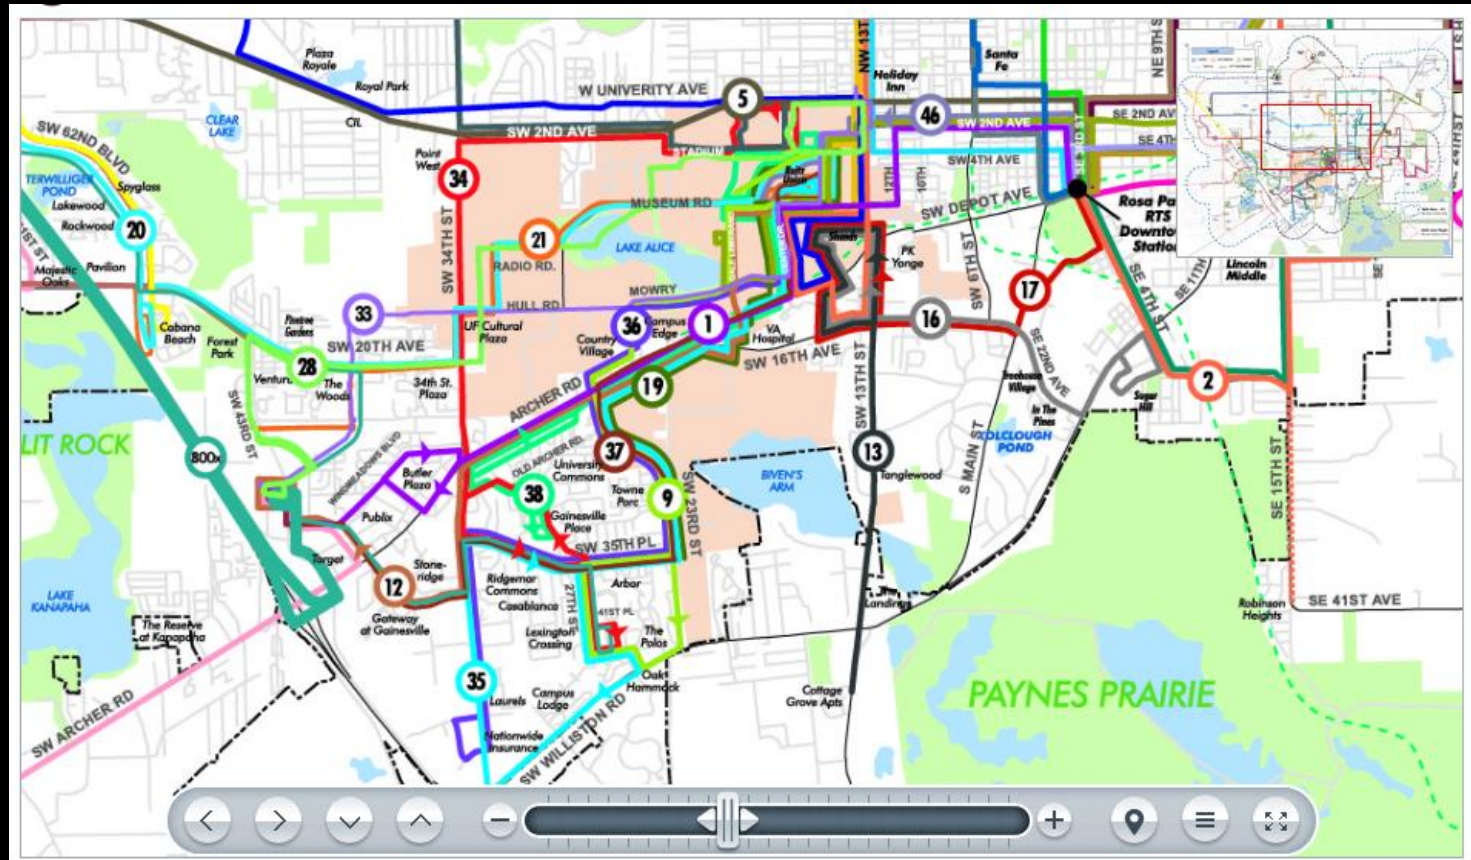 Plaza
Royale
Royal Park
CIL
W UNIVERITY AVE
5
NW 13T
Holiday
Inn
Santa
Fe
NE 9TH S
46
SW 2ND AVE
SW 2ND AVE
SE 2ND AV
SE 4TH
SW 4TH AVE
SE 3RD ST
STADIUM
CLEAR
LAKE
SW 62ND BLVD
Point
West
34
TERWILLIGER
POND
Spyglass
Lakewood
Rockwood
20
MUSEUM RD
12TH
10TH
SW DEPOT AVE
Rosa Pa
RTS
Downto
Station
21
LAKE ALICE
RADIO RD.
SW 34TH ST
Shands
PK
Yonge
SW 6TH ST
Lincoln
Middle
SE 11TH
Majestic
Oaks
Pavilion
MOWRY
HULL RD
33
Pinetree
Gardens
UF Cultural
Plaza
36
Campus
Edge
1
VA
Hospital
16
17
SE 4TH ST
Cabana
Beach
Forest
Park
SW 20TH AVE
Country
Village
SW 16TH AVE
SE 22ND AVE
28
The
Woods
34th St.
Plaza
19
ARCHER RD
SW 13TH ST
Treehouse
Village
In The
Pines
Sugar
Hill
2
SW 43RD ST
LIT ROCK
800x
WINDMEADOWS BLVD
OLD ARCHER RD.
37
University
Commons
COLCLOUGH
POND
S MAIN ST
13
Tanglewood
BIVEN'S
ARM
Butler
Plaza
38
Towne
Parc
9
SW 23RD ST
SE 15TH ST
Publix
Gainesville
Place
SW 35TH PL
Target
Stone-
ridge
12
Ridgemar
Commons
Casablanca
Arbor
27TH ST
41ST PL
LAKE
KANAPAHA
Gateway
at Gainesville
The Reserve
at Kanapaha
Lexington
Crossing
The
Polos
Landings
Robinson
Heights
SE 41ST AVE
35
Oak
Hammock
Laurels
Campus
Lodge
Cottage
Grove Apts
PAYNES PRAIRIE
SW ARCHER RD
Nationwide
Insurance
SW WILLISTON RD